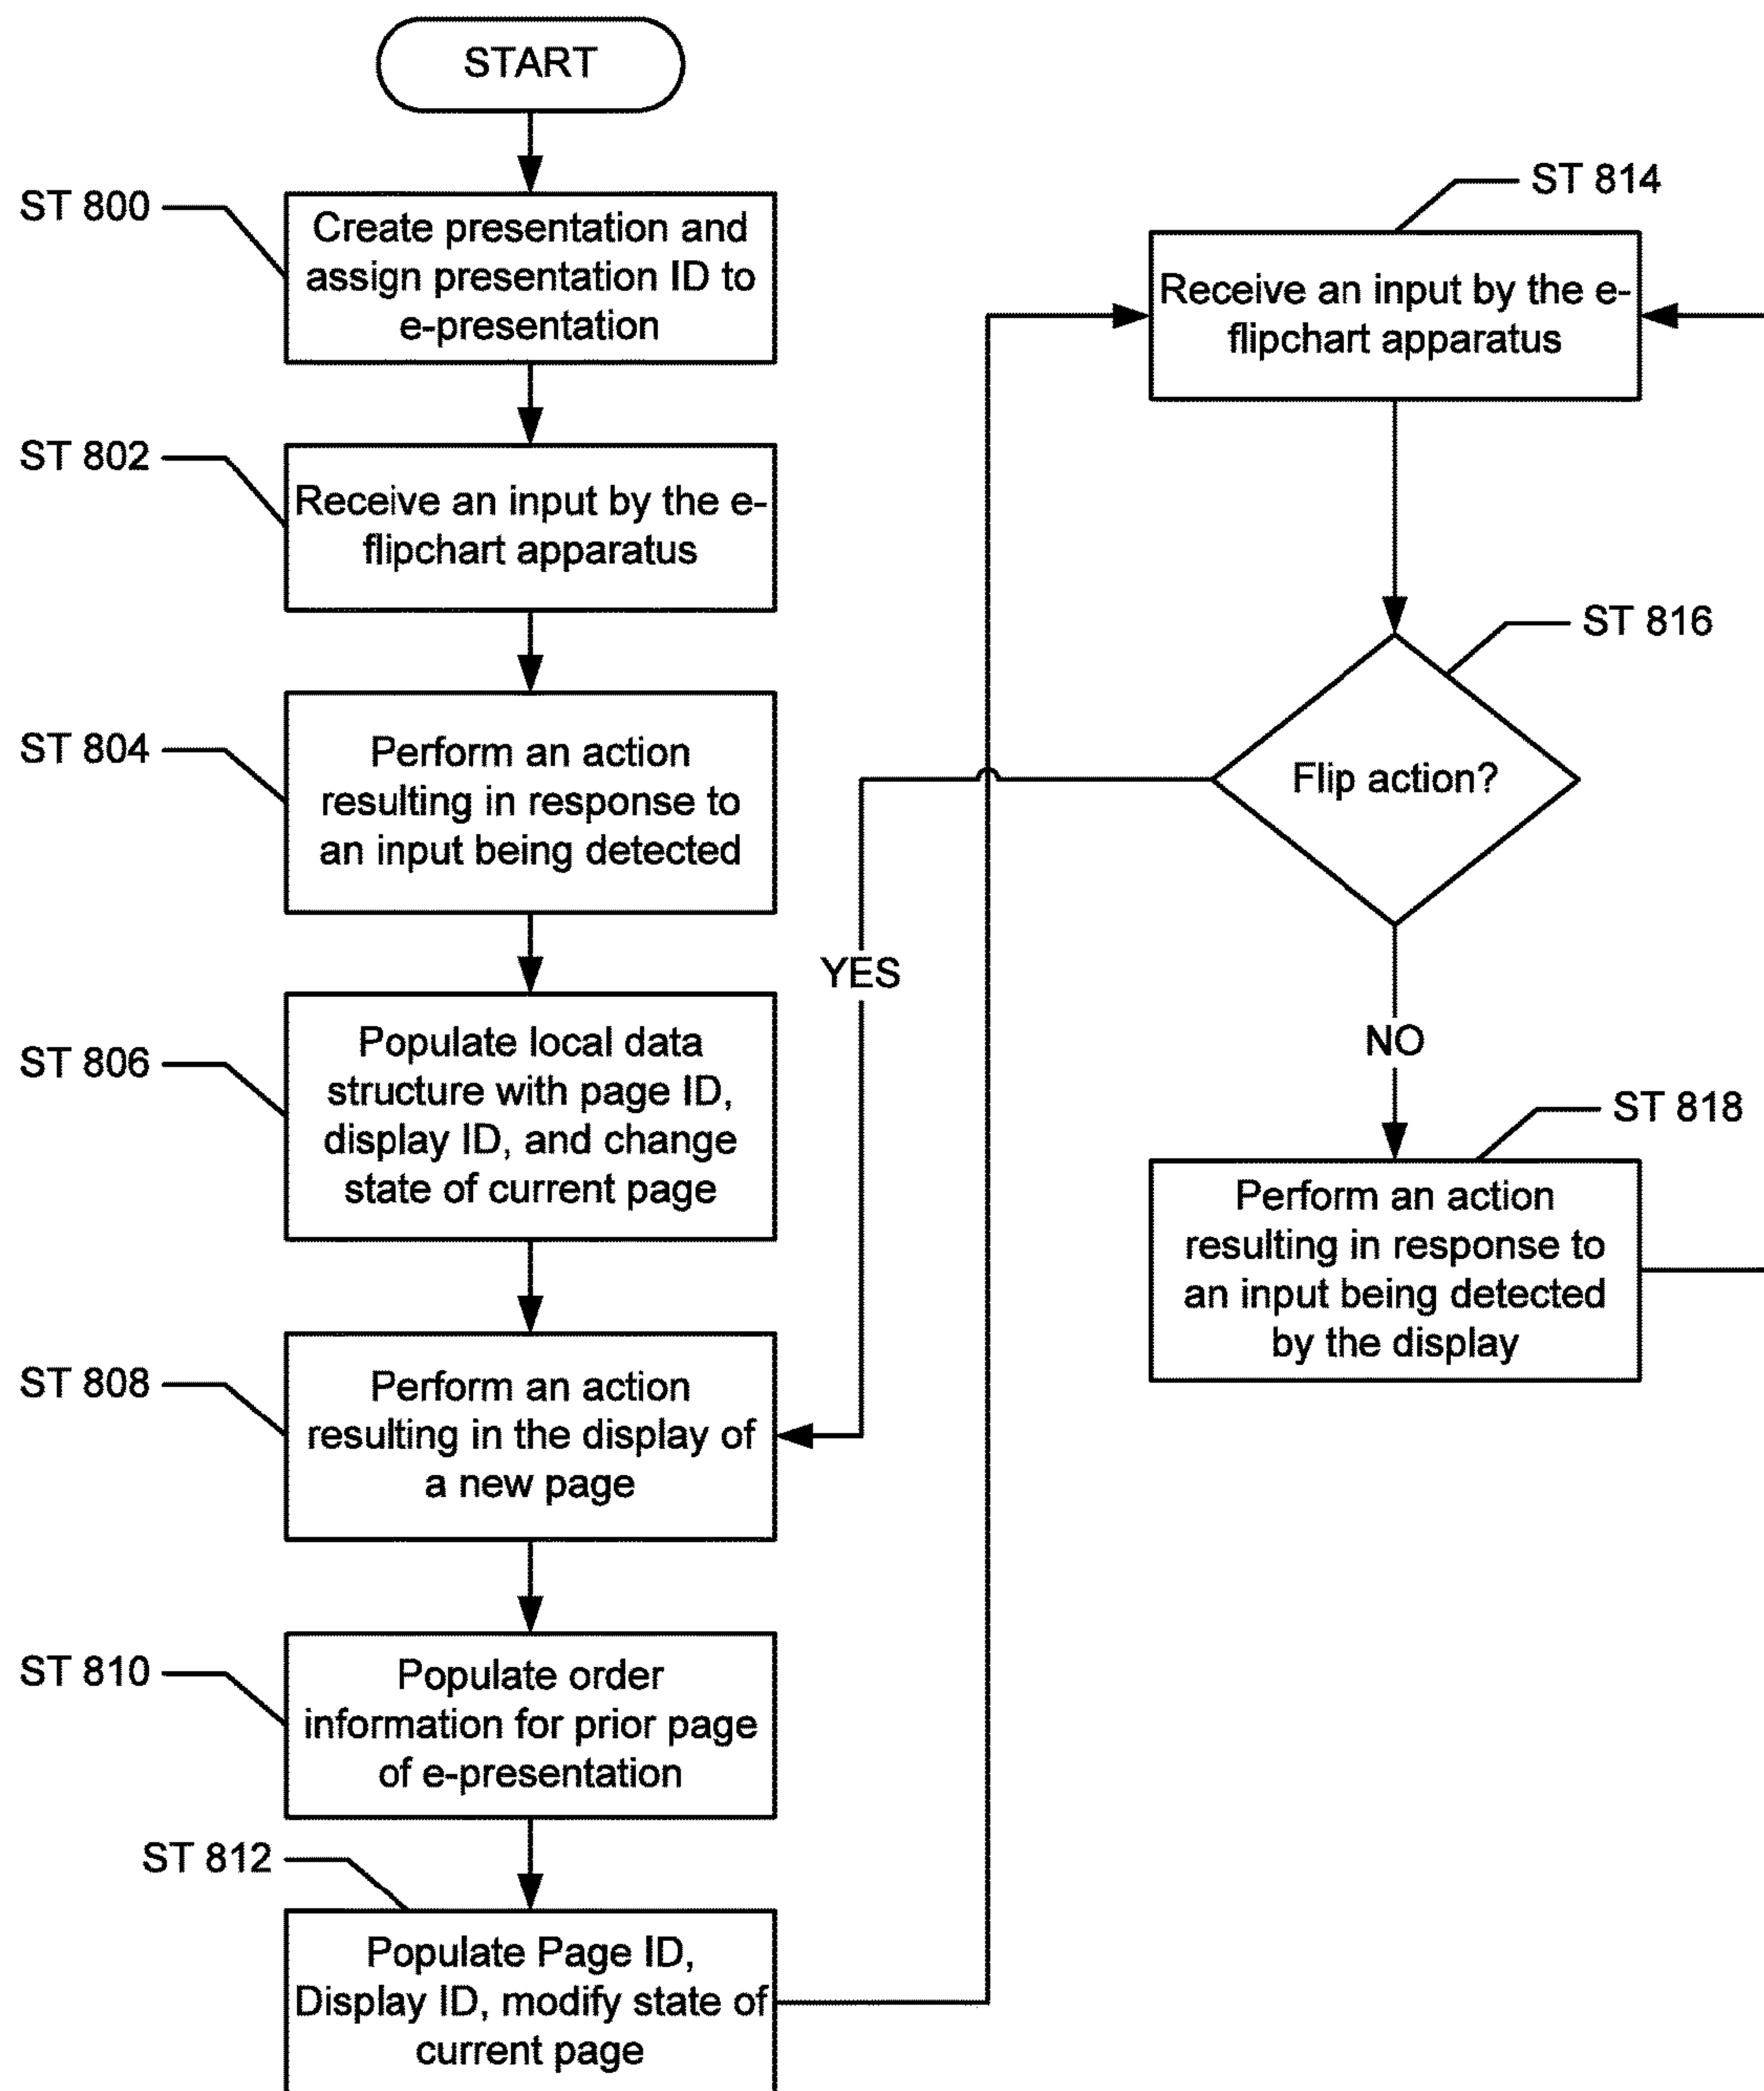 START
ST 800
Create presentation and
assign presentation ID to
e-presentation
ST 802
Receive an input by the e-
flipchart apparatus
ST 804
Perform an action
resulting in response to
an input being detected
ST 806
Populate local data
structure with page ID,
display ID, and change
state of current page
ST 808
Perform an action
resulting in the display of
a new page
ST 810
Populate order
information for prior page
of e-presentation
ST 812
Populate Page ID,
Display ID, modify state of
current page
ST 814
Receive an input by the e-
flipchart apparatus
ST 816
Flip action?
YES
NO
ST 818
Perform an action
resulting in response to
an input being detected
by the display